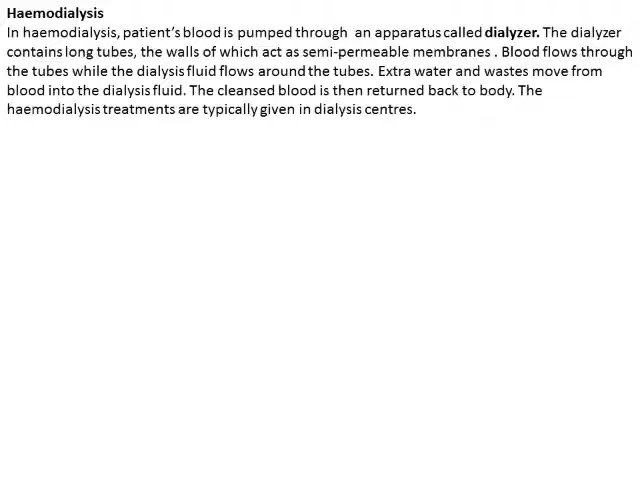 Haemodialysis
In haemodialysis, patient's blood is pumped through an apparatus called dialyzer. The dialyzer
contains long tubes, the walls of which act as semi-permeable membranes . Blood flows through
the tubes while the dialysis fluid flows around the tubes. Extra water and wastes move from
blood into the dialysis fluid. The cleansed blood is then returned back to body. The
haemodialysis treatments are typically given in dialysis centres.